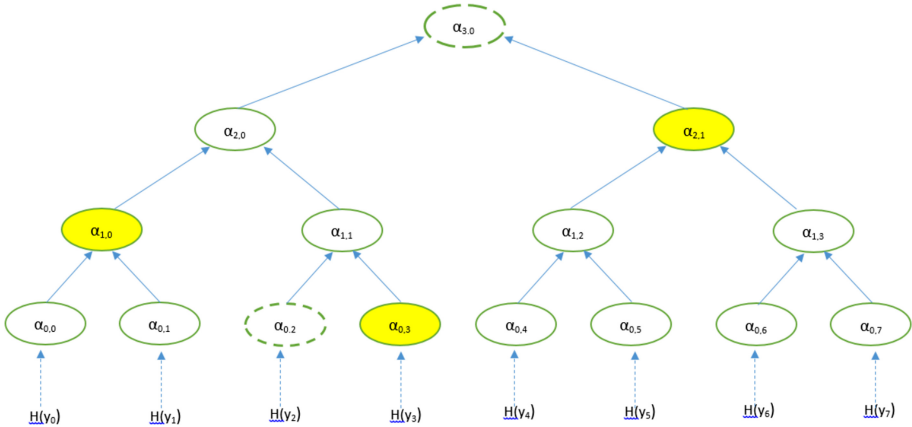 α3.0
α2,0 α2,1
α1,0 α1,1 α1,2 α1,3
α0,0 α0,1 α0.2 α0,3 α0,4 α0,5 α0,6 α0,7
H(y0) H(y1) H(y2) H(y3) H(y4) H(y5) H(y6) H(y7)